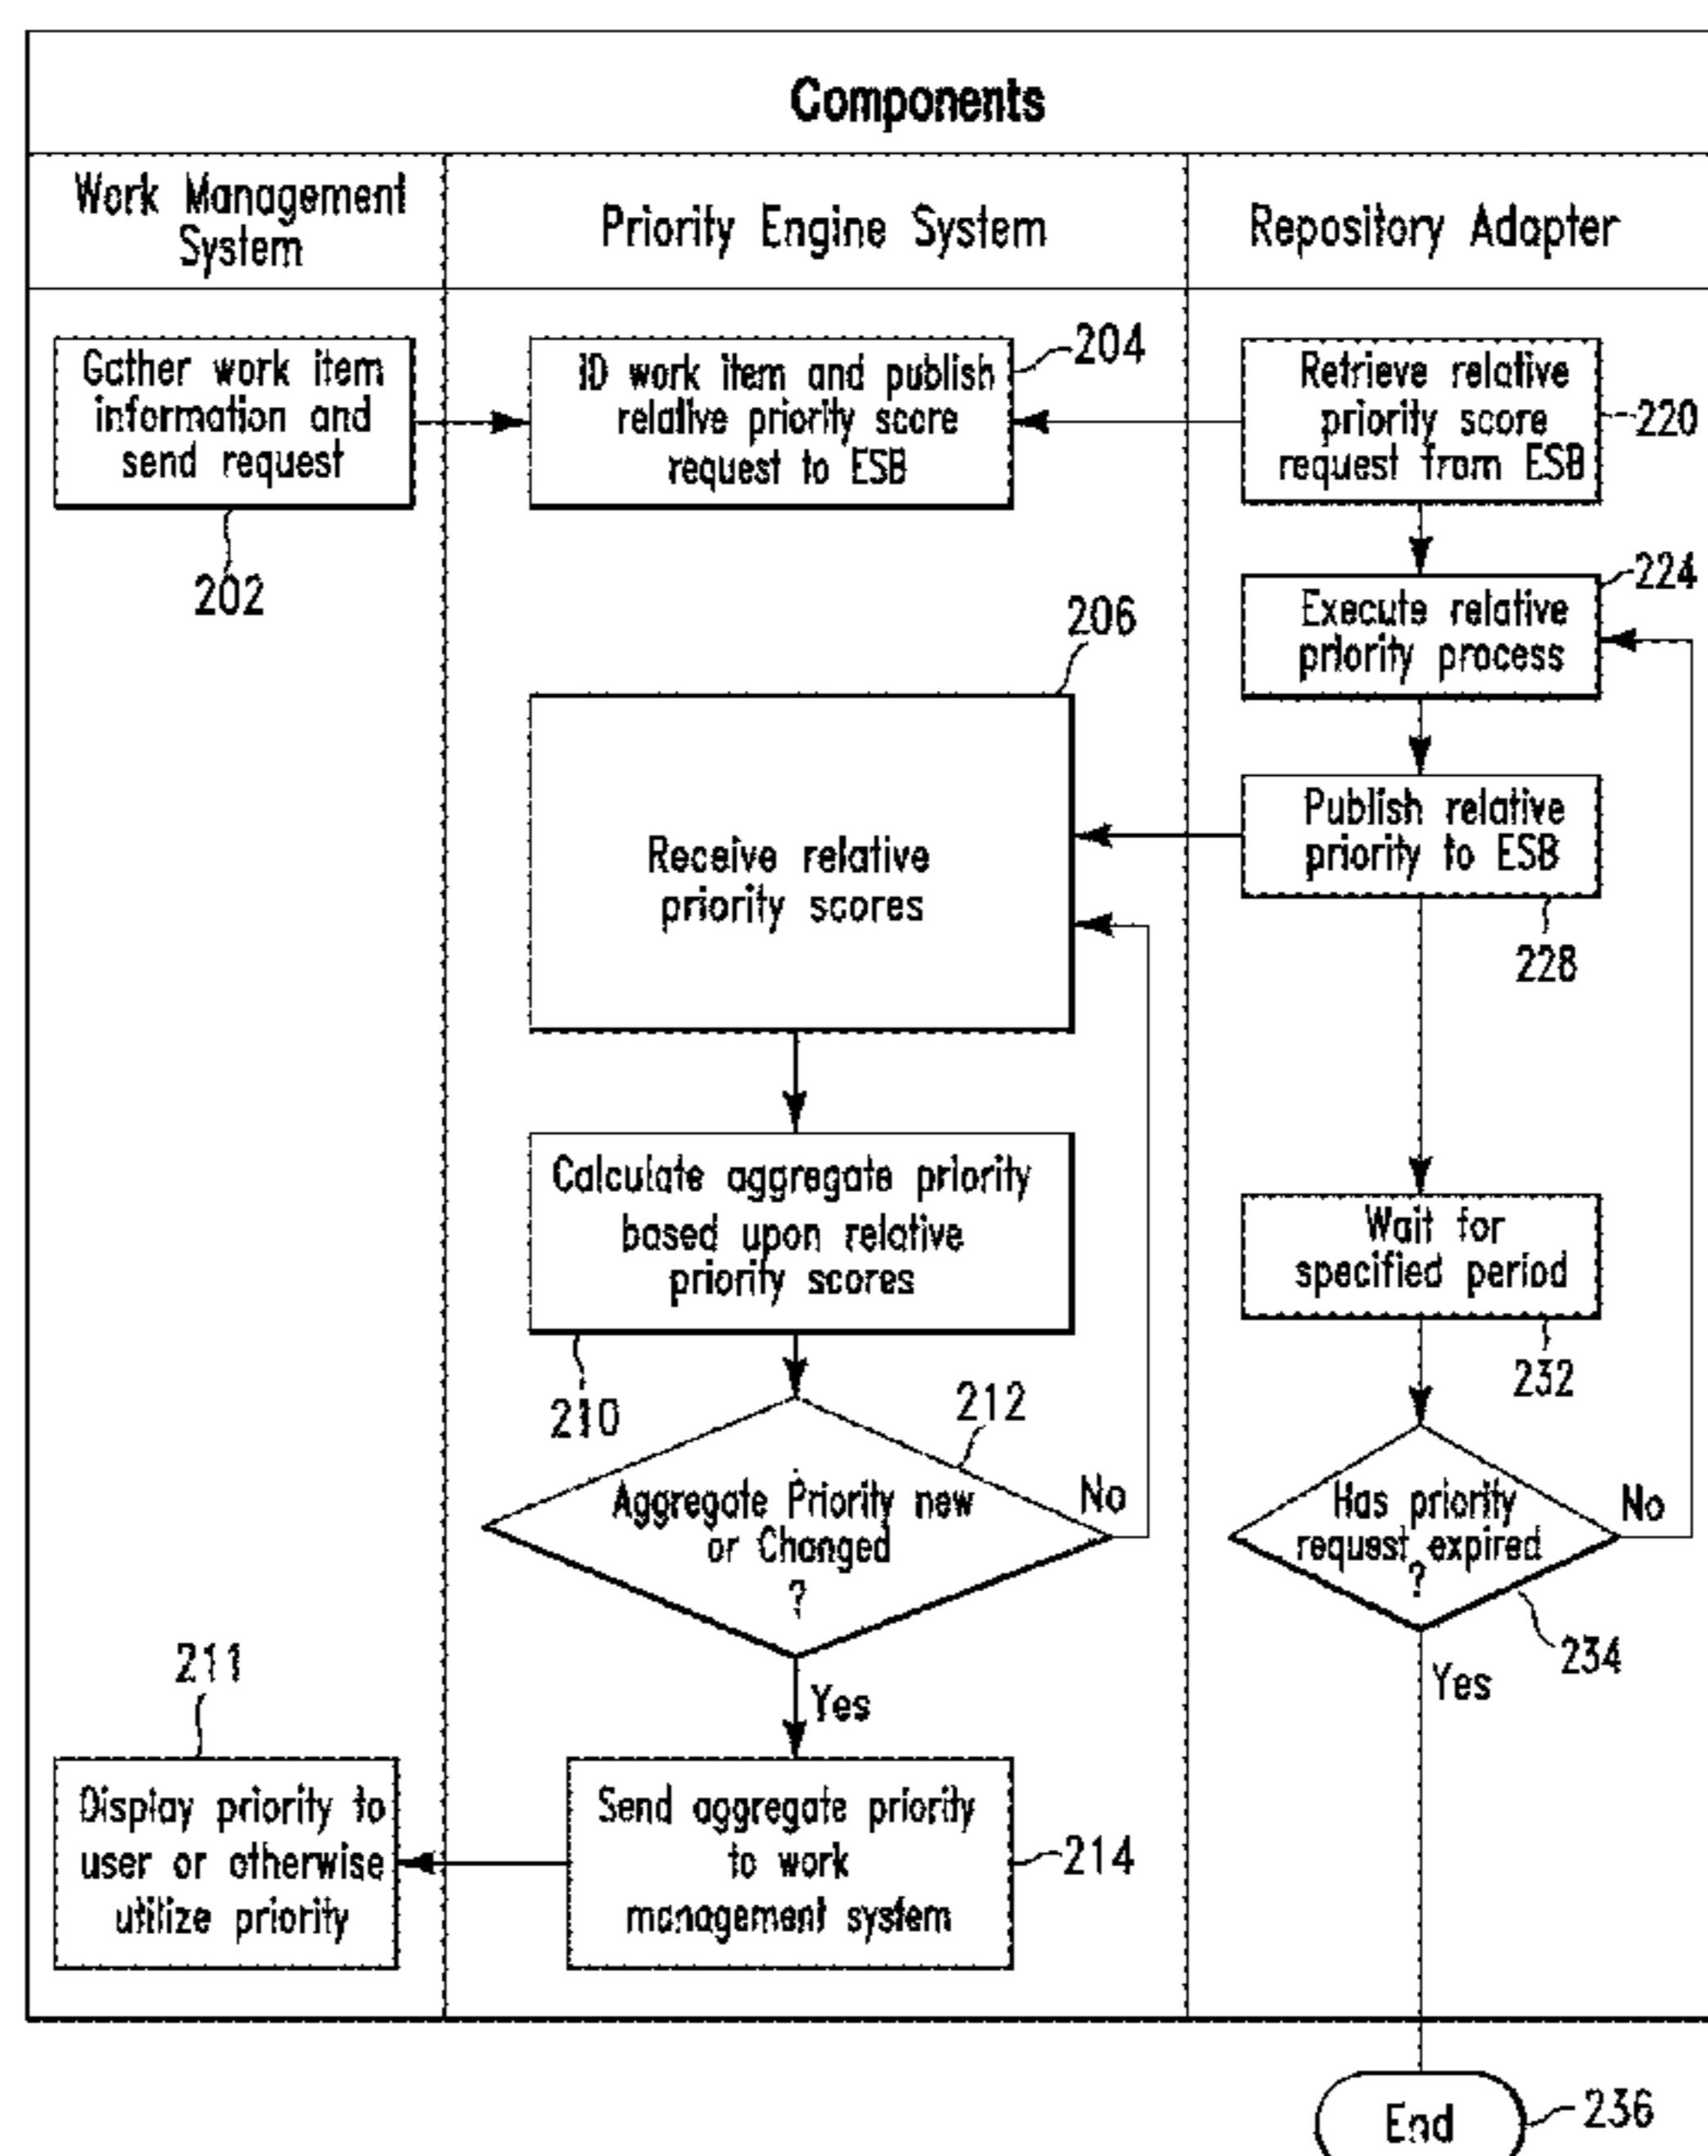 Components
Work Management
System
Priority Engine System
Repository Adapter
Gather work item
information and
send request
202
ID work item and publish
relative priority score
request to ESB
204
Retrieve relative
priority score
request from ESB
220
Execute relative
priority process
224
206
Receive relative
priority scores
Publish relative
priority to ESB
228
Calculate aggregate priority
based upon relative
priority scores
210
Wait for
specified period
232
212
Aggregate Priority new
or Changed
?
No
Yes
Has priority
request expired
?
No
234
Yes
211
Display priority to
user or otherwise
utilize priority
Send aggregate priority
to work
management system
214
End
236